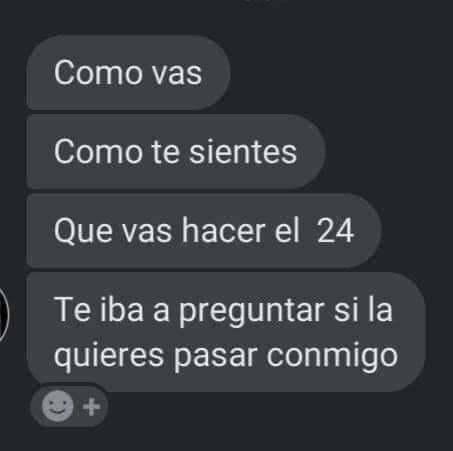 Como vas
Como te sientes
Que vas hacer el  24
Te iba a preguntar si la
quieres pasar conmigo